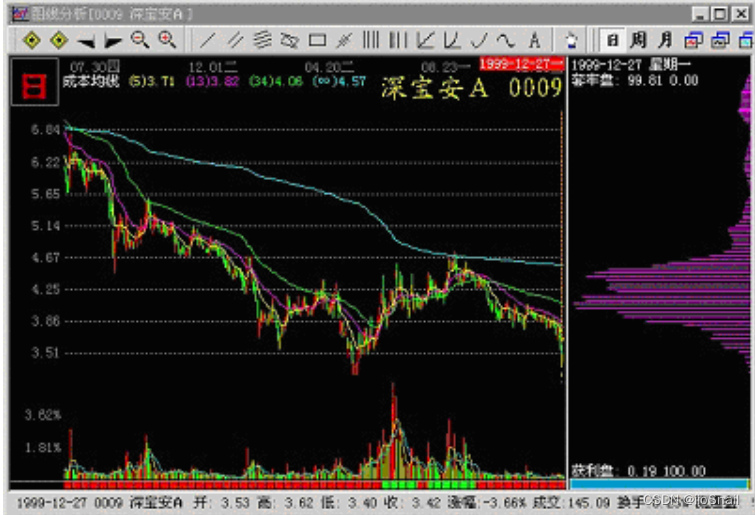 图线分析[0009 深宝安A ]
日 周 月
日
07.30四 12.01二 04.20二 08.23一 1999-12-27一
成本均线 (5)3.71 (13)3.82 (34)4.06 (∞)4.57 深宝安A 0009
1999-12-27 星期一
套牢盘: 99.81 0.00
6.84
6.22
5.65
5.14
4.67
4.25
3.86
3.51
3.62%
1.81%
获利盘: 0.19 100.00
1999-12-27 0009 深宝安A 开: 3.53 高: 3.62 低: 3.40 收: 3.42 涨幅:-3.66% 成交:145.09 换手